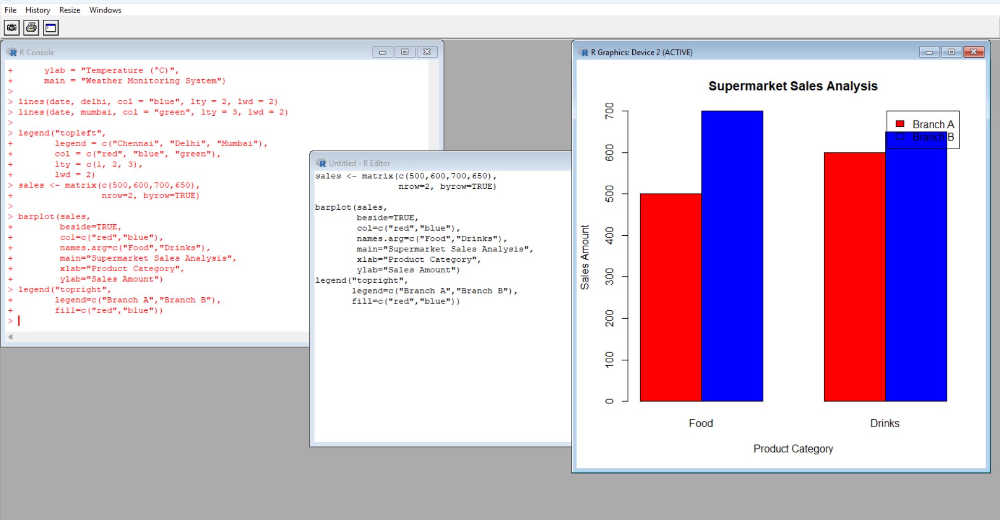 File History Resize Windows
R Console
+      ylab = "Temperature (°C)",
+      main = "Weather Monitoring System")
>
> lines(date, delhi, col = "blue", lty = 2, lwd = 2)
> lines(date, mumbai, col = "green", lty = 3, lwd = 2)
>
> legend("topleft",
+        legend = c("Chennai", "Delhi", "Mumbai"),
+        col = c("red", "blue", "green"),
+        lty = c(1, 2, 3),
+        lwd = 2)
> sales <- matrix(c(500,600,700,650),
+                 nrow=2, byrow=TRUE)
>
> barplot(sales,
+         beside=TRUE,
+         col=c("red","blue"),
+         names.arg=c("Food","Drinks"),
+         main="Supermarket Sales Analysis",
+         xlab="Product Category",
+         ylab="Sales Amount")
> legend("topright",
+        legend=c("Branch A","Branch B"),
+        fill=c("red","blue"))
>
Untitled - R Editor
sales <- matrix(c(500,600,700,650),
                nrow=2, byrow=TRUE)
barplot(sales,
        beside=TRUE,
        col=c("red","blue"),
        names.arg=c("Food","Drinks"),
        main="Supermarket Sales Analysis",
        xlab="Product Category",
        ylab="Sales Amount")
legend("topright",
       legend=c("Branch A","Branch B"),
       fill=c("red","blue"))
R Graphics: Device 2 (ACTIVE)
Supermarket Sales Analysis
Branch A
Branch B
700
600
500
400
300
200
100
0
Sales Amount
Food Drinks
Product Category